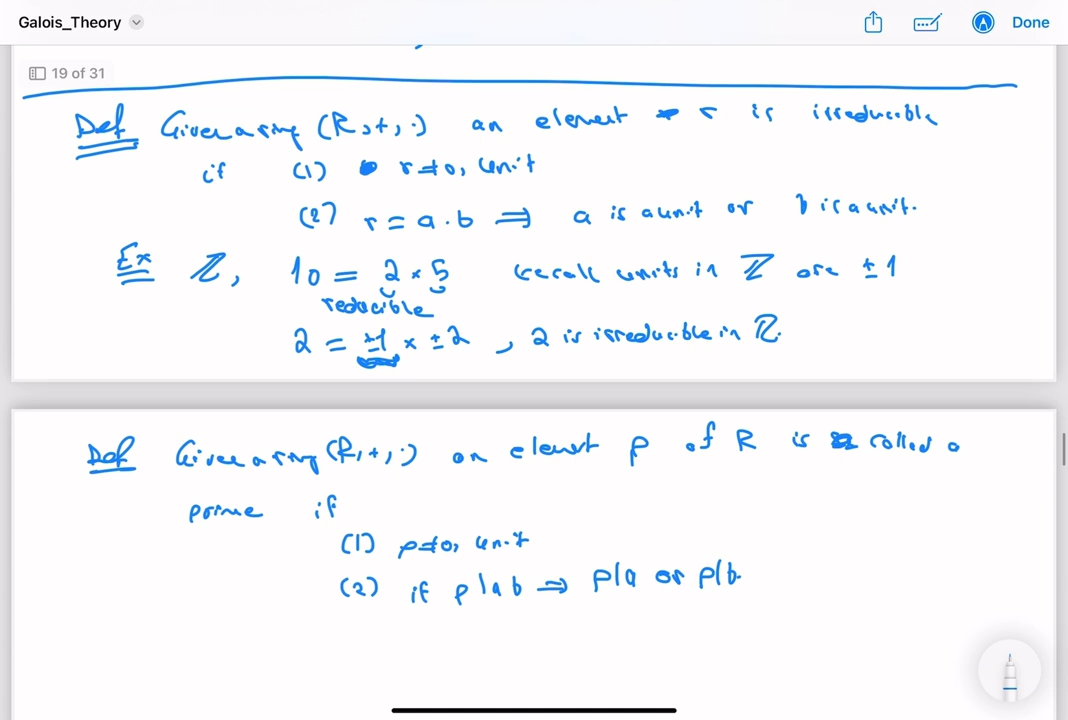 Galois_Theory
Done
19 of 31
Def Given a ring (R,+,·) an element r is irreducible
if (1) r≠0, unit
(2) r = a·b ⇒ a is a unit or b is a unit.
Ex ℤ, 10 = 2 × 5 (recall units in ℤ are ±1
reducible
2 = ±1 × ±2 , 2 is irreducible in ℤ.
Def Given a ring (R,+,·) an element p of R is called a
prime if
(1) p≠0, unit
(2) if p|ab ⇒ p|a or p|b.